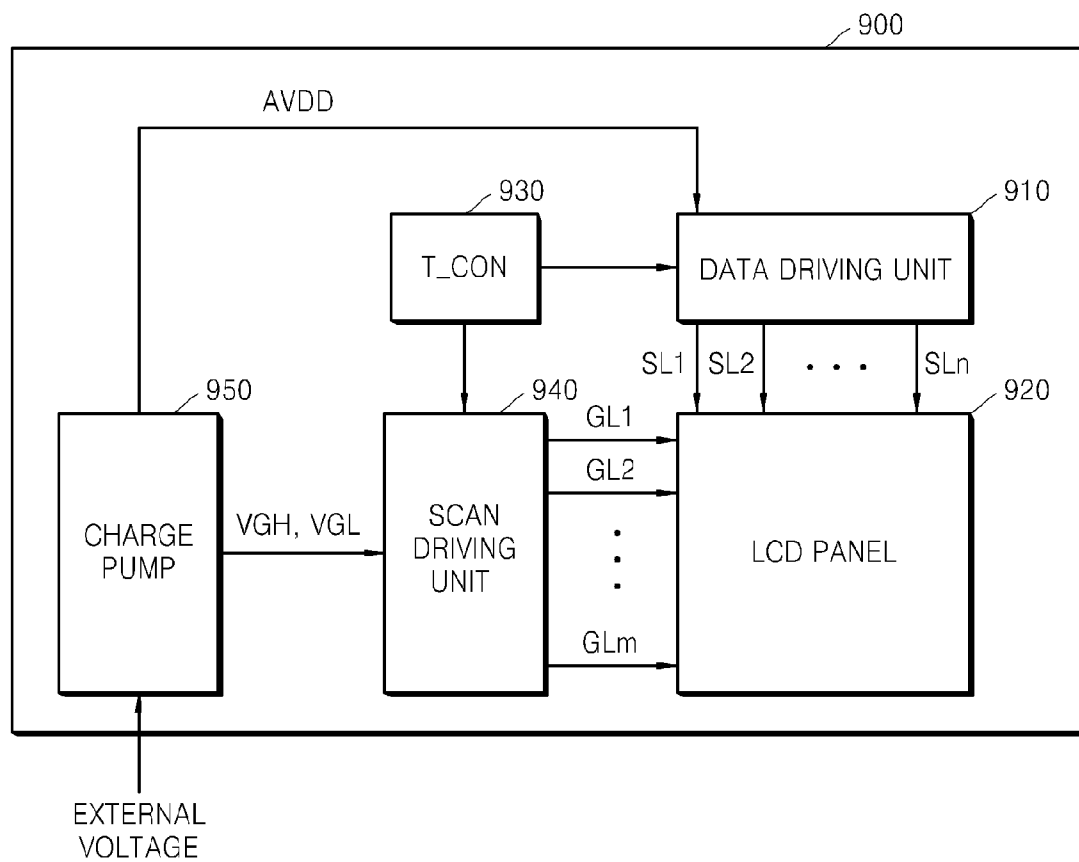 900
AVDD
930
910
T_CON
DATA DRIVING UNIT
SL1 SL2 . . . SLn
950
940
920
GL1
GL2
CHARGE
PUMP
VGH, VGL
SCAN
DRIVING
UNIT
LCD PANEL
GLm
EXTERNAL
VOLTAGE